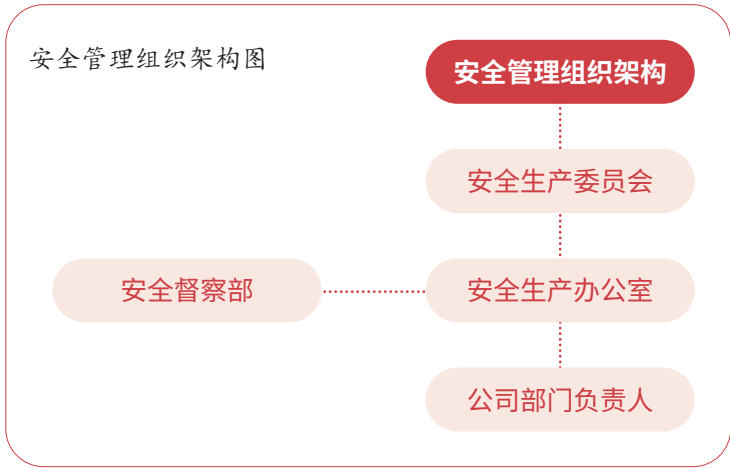 安全管理组织架构图
安全管理组织架构
安全生产委员会
安全督察部
安全生产办公室
公司部门负责人